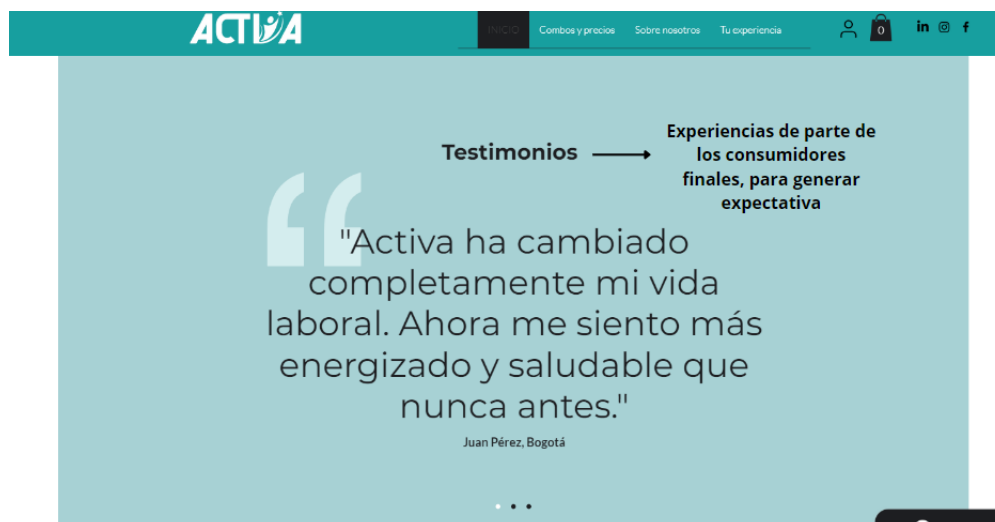 ACTIVA
INICIO
Combos y precios
Sobre nosotros
Tu experiencia
0
in
f
Testimonios
Experiencias de parte de
los consumidores
finales, para generar
expectativa
"Activa ha cambiado
completamente mi vida
laboral. Ahora me siento más
energizado y saludable que
nunca antes."
Juan Pérez, Bogotá